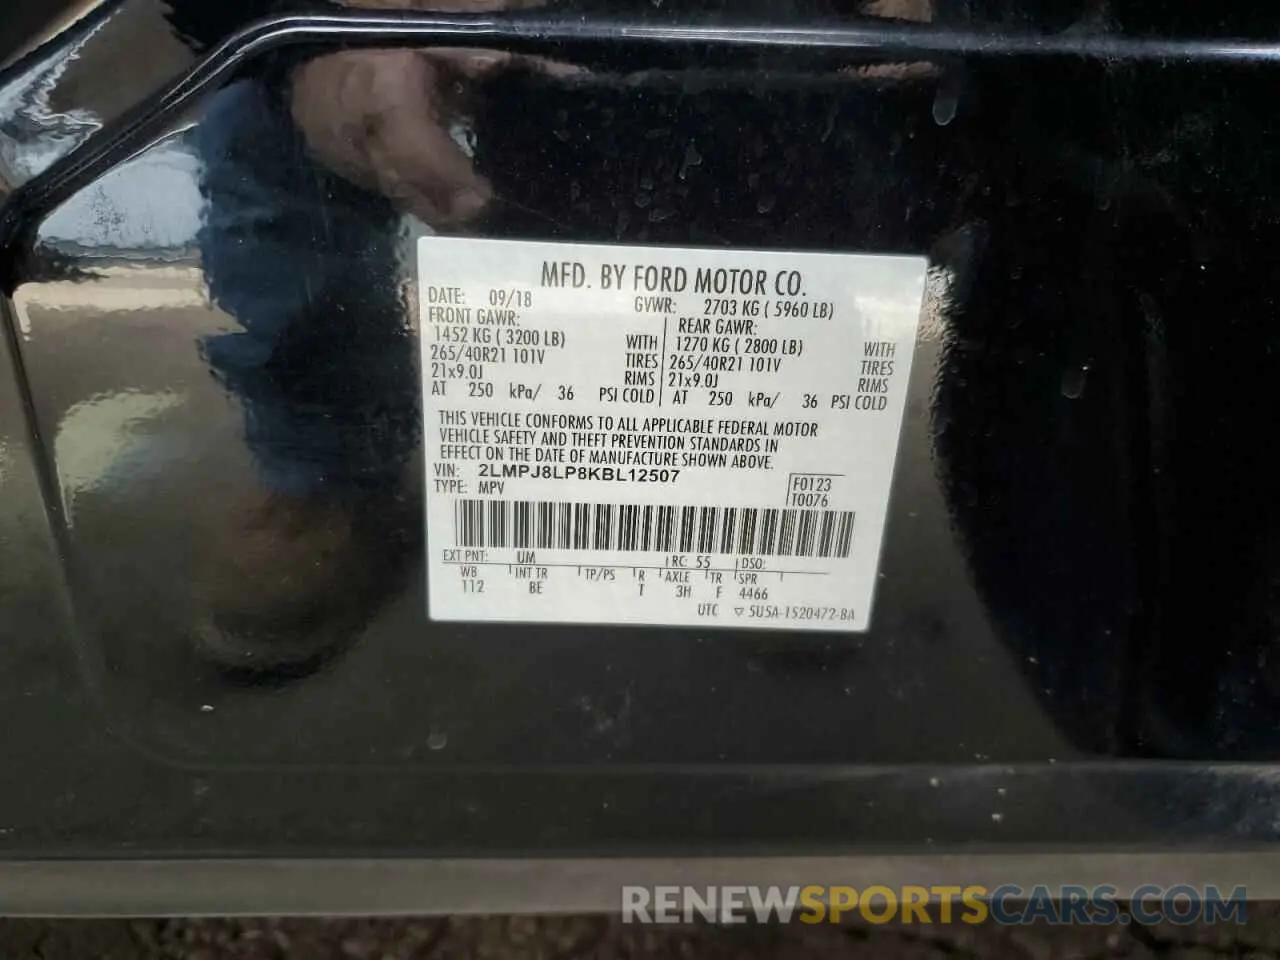 MFD. BY FORD MOTOR CO.
DATE: 09/18 GVWR: 2703 KG ( 5960 LB)
FRONT GAWR: REAR GAWR:
1452 KG ( 3200 LB) WITH 1270 KG ( 2800 LB) WITH
265/40R21 101V TIRES 265/40R21 101V TIRES
21x9.0J RIMS 21x9.0J RIMS
AT 250 kPa/ 36 PSI COLD AT 250 kPa/ 36 PSI COLD
THIS VEHICLE CONFORMS TO ALL APPLICABLE FEDERAL MOTOR
VEHICLE SAFETY AND THEFT PREVENTION STANDARDS IN
EFFECT ON THE DATE OF MANUFACTURE SHOWN ABOVE.
VIN: 2LMPJ8LP8KBL12507
TYPE: MPV
F0123
T0076
EXT PNT: UM RC: 55 DSO:
WB INT TR TP/PS R AXLE TR SPR
112 BE T 3H F 4466
UTC ▽ 5U5A-1520472-BA
RENEWSPORTSCARS.COM